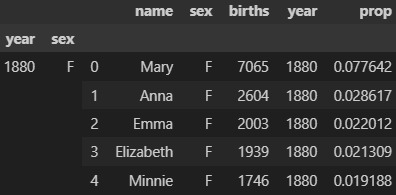 name sex births year prop
year sex
1880 F 0 Mary F 7065 1880 0.077642
1 Anna F 2604 1880 0.028617
2 Emma F 2003 1880 0.022012
3 Elizabeth F 1939 1880 0.021309
4 Minnie F 1746 1880 0.019188